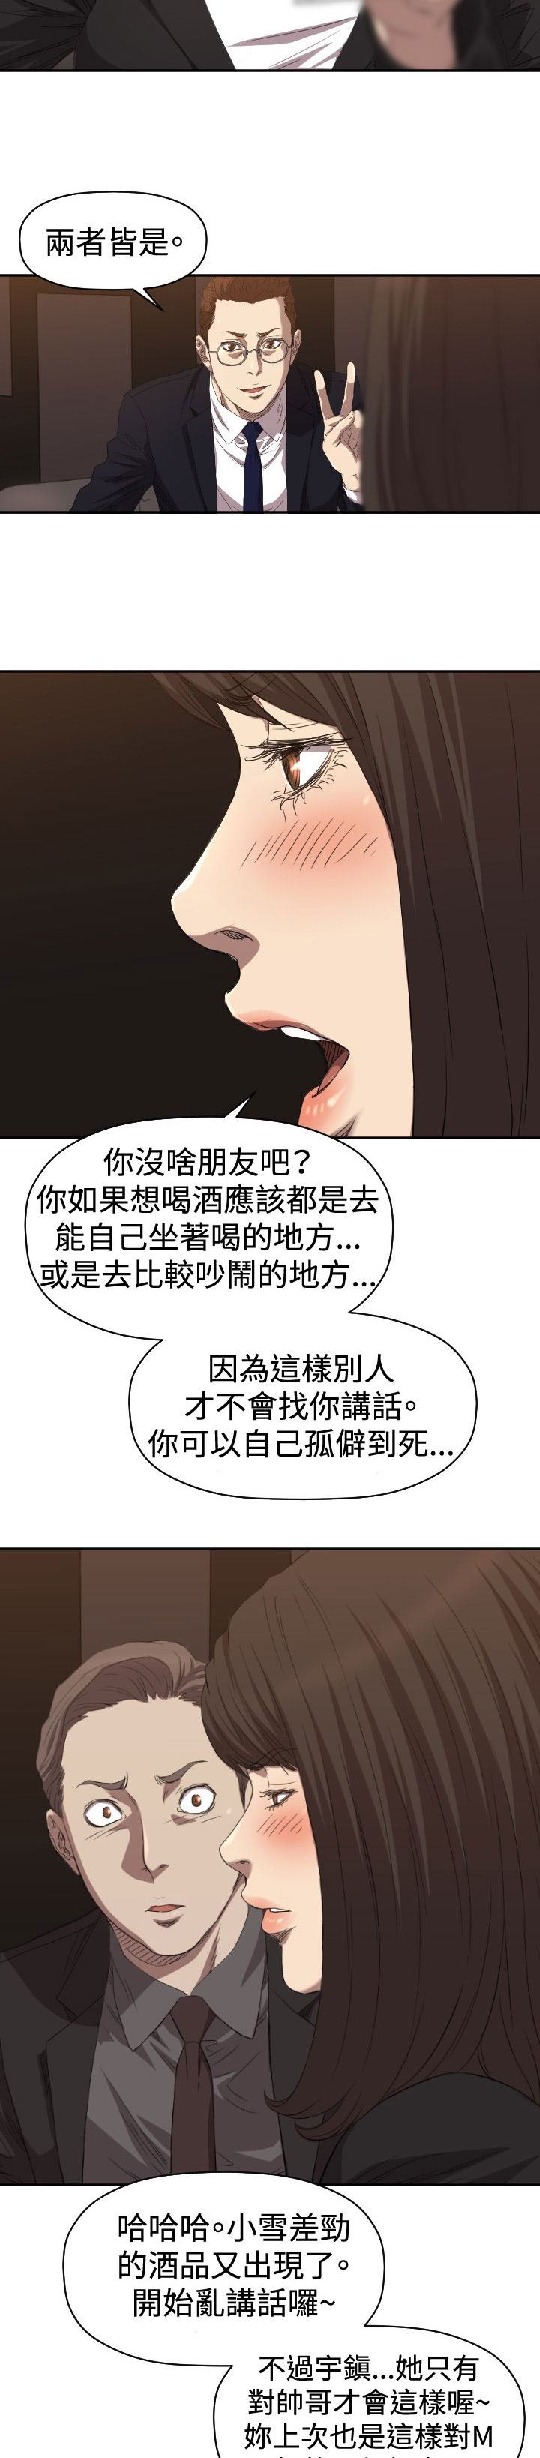 兩者皆是。
你沒啥朋友吧?
你如果想喝酒應該都是去
能自己坐著喝的地方...
或是去比較吵鬧的地方...
因為這樣別人
才不會找你講話。
你可以自己孤僻到死...
哈哈哈。小雪差勁
的酒品又出現了。
開始亂講話囉~
不過宇鎭...她只有
對帥哥才會這樣喔~
妳上次也是這樣對M